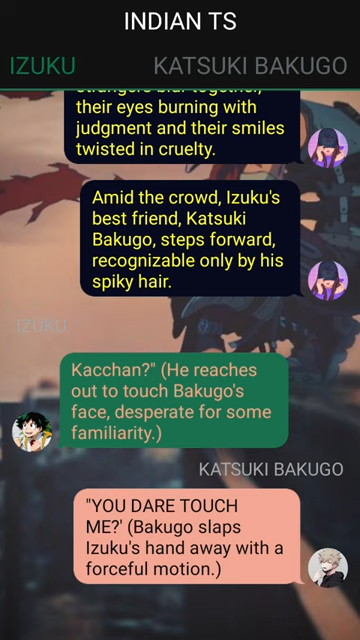 INDIAN TS
IZUKU
KATSUKI BAKUGO
strangers blur together,
their eyes burning with
judgment and their smiles
twisted in cruelty.
Amid the crowd, Izuku's
best friend, Katsuki
Bakugo, steps forward,
recognizable only by his
spiky hair.
IZUKU
Kacchan?" (He reaches
out to touch Bakugo's
face, desperate for some
familiarity.)
KATSUKI BAKUGO
"YOU DARE TOUCH
ME?' (Bakugo slaps
Izuku's hand away with a
forceful motion.)